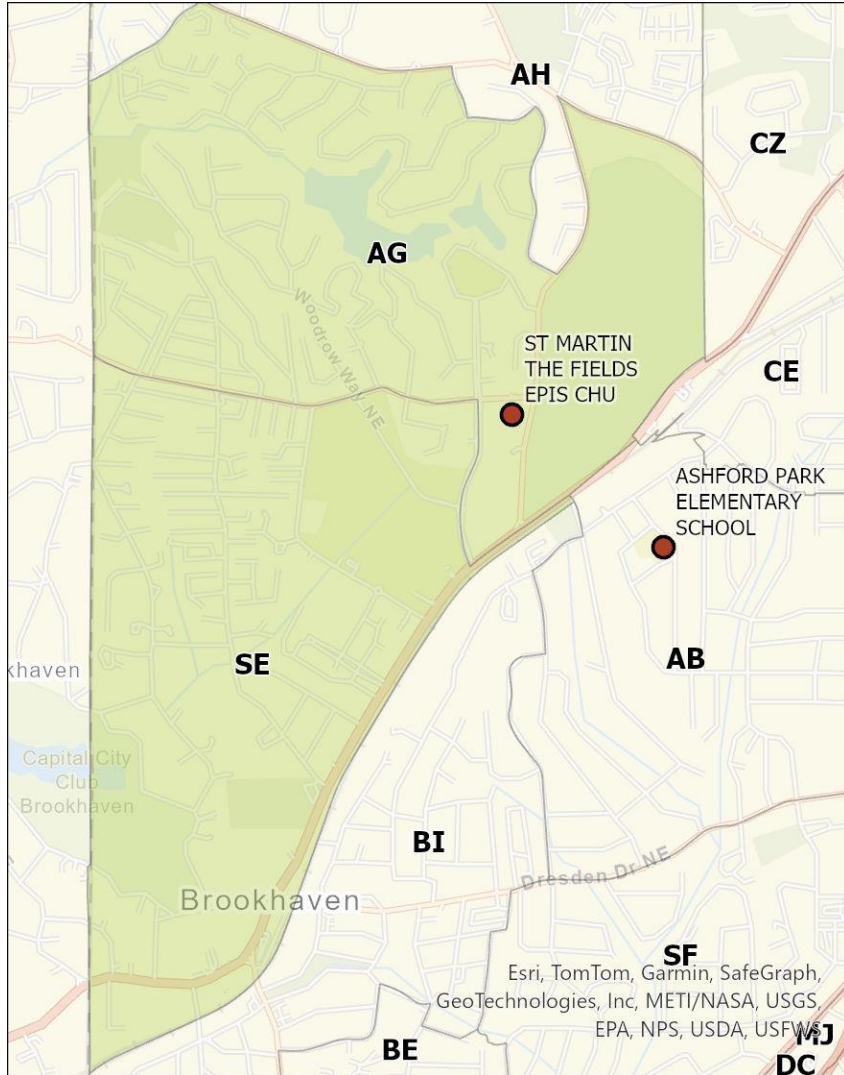 AH
CZ
AG
Woodrow Way NE
ST MARTIN
THE FIELDS
EPIS CHU
CE
ASHFORD PARK
ELEMENTARY
SCHOOL
SE
AB
khaven
Capital City
Club
Brookhaven
BI
Dresden Dr NE
Brookhaven
SF
Esri, TomTom, Garmin, SafeGraph,
GeoTechnologies, Inc, METI/NASA, USGS,
EPA, NPS, USDA, USFWS
MJ
BE
DC